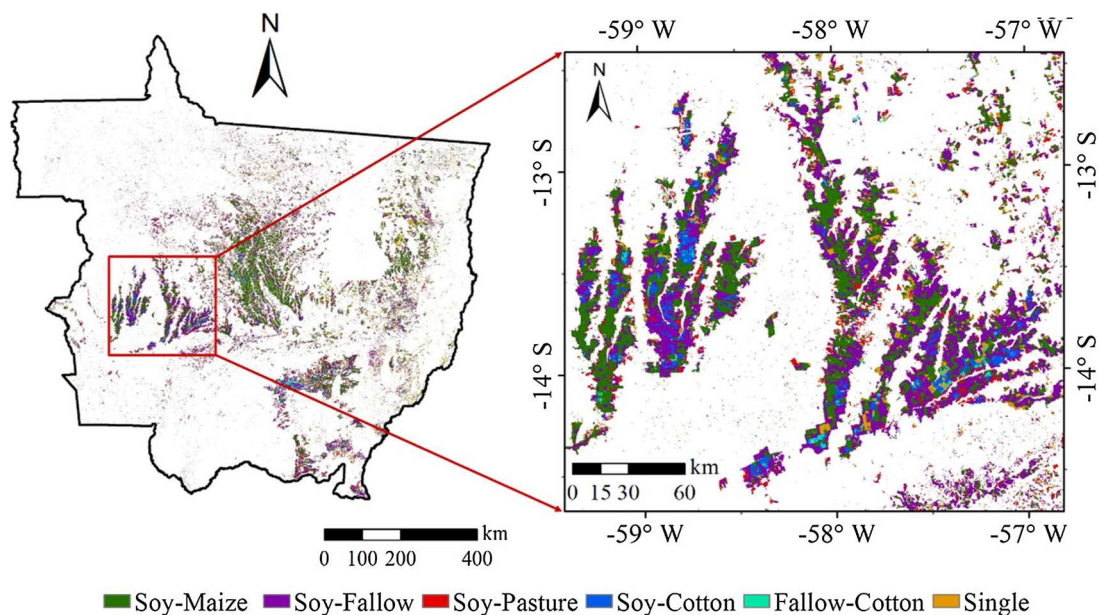 N
-59° W
-58° W
-57° W
N
-13° S
-13° S
-14° S
-14° S
km
0 15 30 60
-59° W
-58° W
-57° W
km
0 100 200 400
Soy-Maize Soy-Fallow Soy-Pasture Soy-Cotton Fallow-Cotton Single